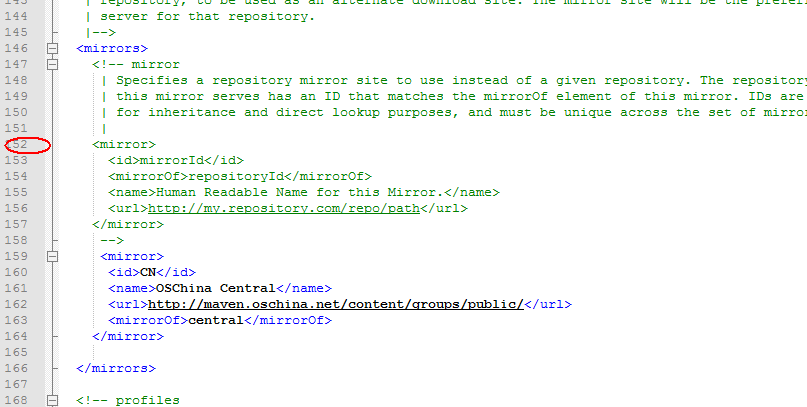 143 | repository, to be used as an alternate download site. The mirror site will be the
144 | server for that repository.
145 |-->
146 <mirrors>
147 <!-- mirror
148 | Specifies a repository mirror site to use instead of a given repository. The repository
149 | this mirror serves has an ID that matches the mirrorOf element of this mirror. IDs are
150 | for inheritance and direct lookup purposes, and must be unique across the set of
151 |
152 <mirror>
153 <id>mirrorId</id>
154 <mirrorOf>repositoryId</mirrorOf>
155 <name>Human Readable Name for this Mirror.</name>
156 <url>http://my.repository.com/repo/path</url>
157 </mirror>
158 -->
159 <mirror>
160 <id>CN</id>
161 <name>OSChina Central</name>
162 <url>http://maven.oschina.net/content/groups/public/</url>
163 <mirrorOf>central</mirrorOf>
164 </mirror>
165
166 </mirrors>
167
168 <!-- profiles